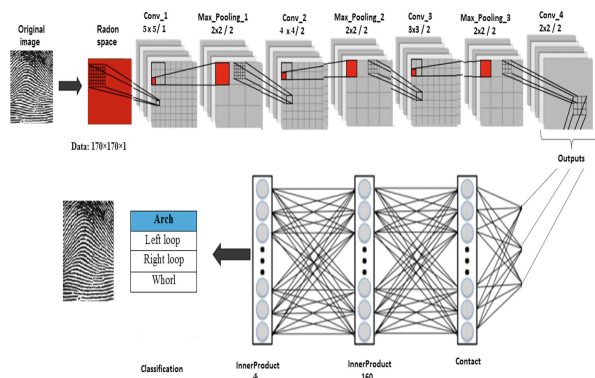 Original
image
Radon
space
Conv_1
5 x 5 / 1
Max_Pooling_1
2x2 / 2
Conv_2
4 x 4 / 2
Max_Pooling_2
2x2 / 2
Conv_3
3x3 / 2
Max_Pooling_3
2x2 / 2
Conv_4
2x2 / 2
Data: 170×170×1
Outputs
Arch
Left loop
Right loop
Whorl
Classification
InnerProduct
4
InnerProduct
160
Contact